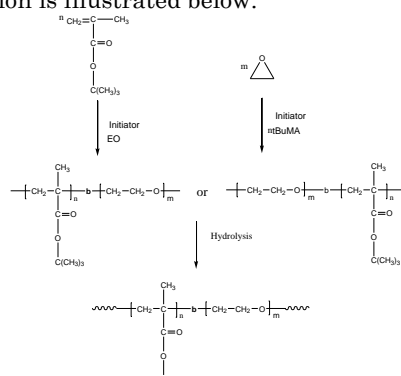 ion is illustrated below.
n CH2=C—CH3
C=O
O
C(CH3)3
m O
Initiator
EO
Initiator
ntBuMA
CH3
[CH2—C]n b [CH2—CH2—O]m
C=O
O
C(CH3)3
or
[CH2—CH2—O]m b [CH2—C]n
CH3
C=O
O
C(CH3)3
Hydrolysis
CH3
[CH2—C]n b [CH2—CH2—O]m
C=O
O